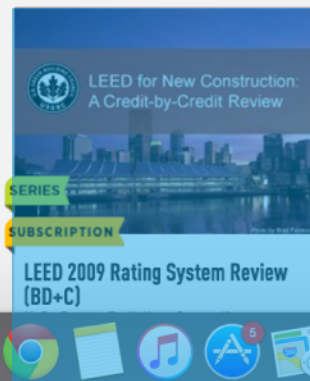 LEED for New Construction:
A Credit-by-Credit Review
SERIES
SUBSCRIPTION
LEED 2009 Rating System Review
(BD+C)
5